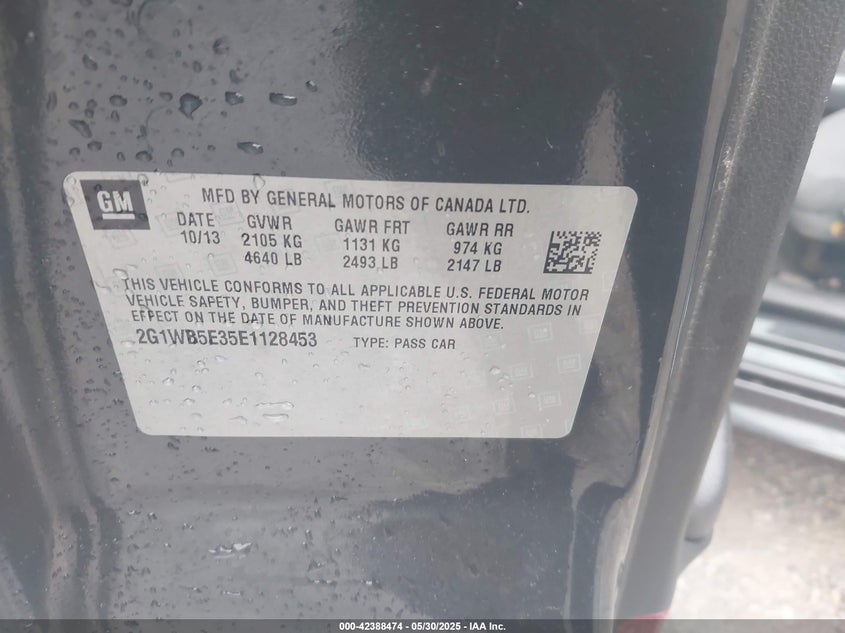 GM
MFD BY GENERAL MOTORS OF CANADA LTD.
DATE GVWR GAWR FRT GAWR RR
10/13 2105 KG 1131 KG 974 KG
4640 LB 2493 LB 2147 LB
THIS VEHICLE CONFORMS TO ALL APPLICABLE U.S. FEDERAL MOTOR
VEHICLE SAFETY, BUMPER, AND THEFT PREVENTION STANDARDS IN
EFFECT ON THE DATE OF MANUFACTURE SHOWN ABOVE.
2G1WB5E35E1128453 TYPE: PASS CAR
000-42388474 — 05/30/2025 — IAA Inc.